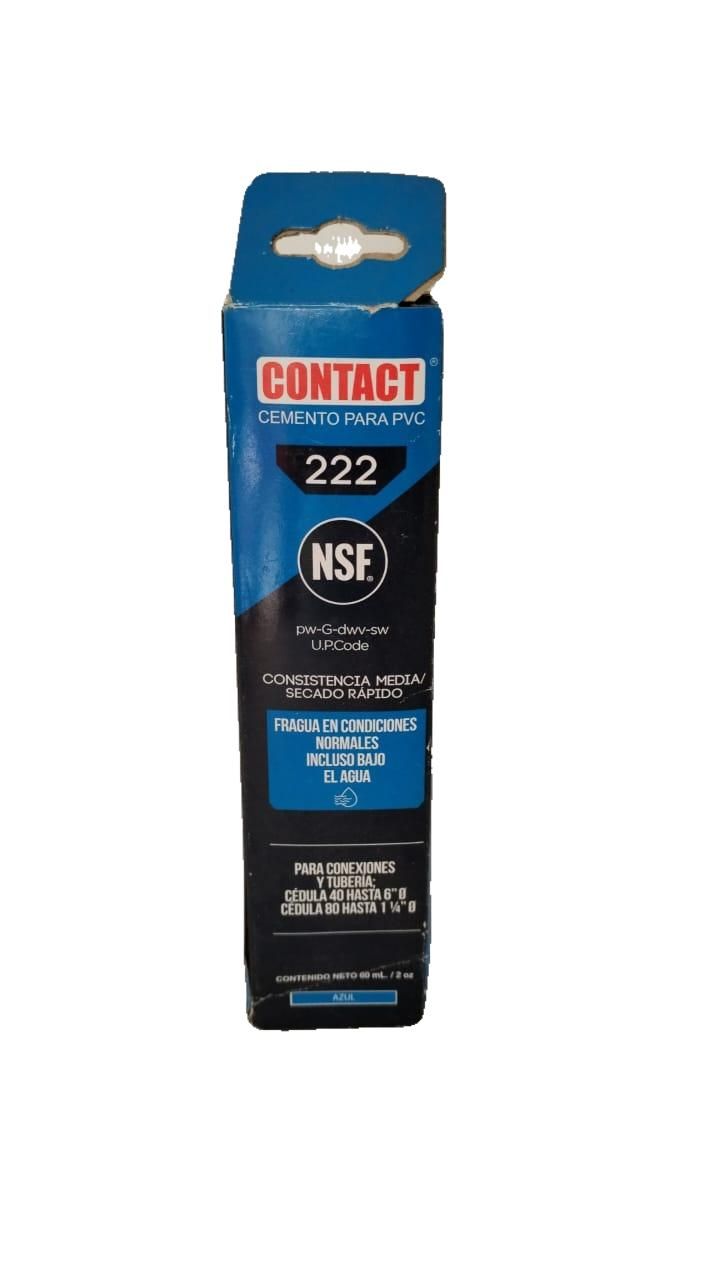 CONTACT®
CEMENTO PARA PVC
222
NSF®
pw-G-dwv-sw
U.P.Code
CONSISTENCIA MEDIA/
SECADO RÁPIDO
FRAGUA EN CONDICIONES
NORMALES
INCLUSO BAJO
EL AGUA
PARA CONEXIONES
Y TUBERÍA;
CÉDULA 40 HASTA 6" Ø
CÉDULA 80 HASTA 1 ¼" Ø
CONTENIDO NETO 60 mL. / 2 oz
AZUL